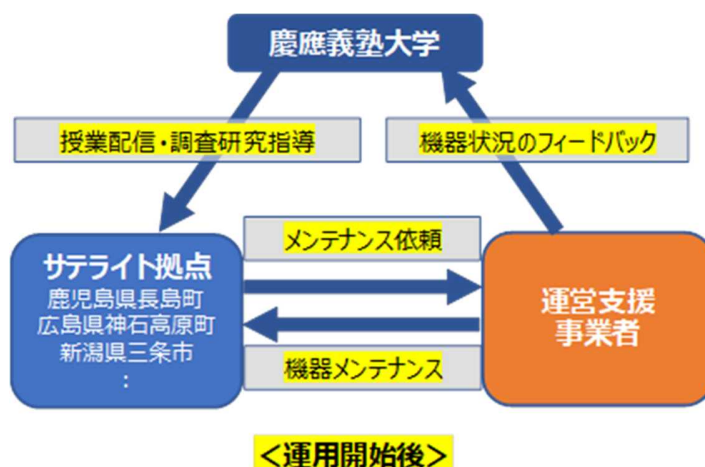 慶應義塾大学
授業配信・調査研究指導
機器状況のフィードバック
サテライト拠点
鹿児島県長島町
広島県神石高原町
新潟県三条市
:
メンテナンス依頼
機器メンテナンス
運営支援
事業者
＜運用開始後＞